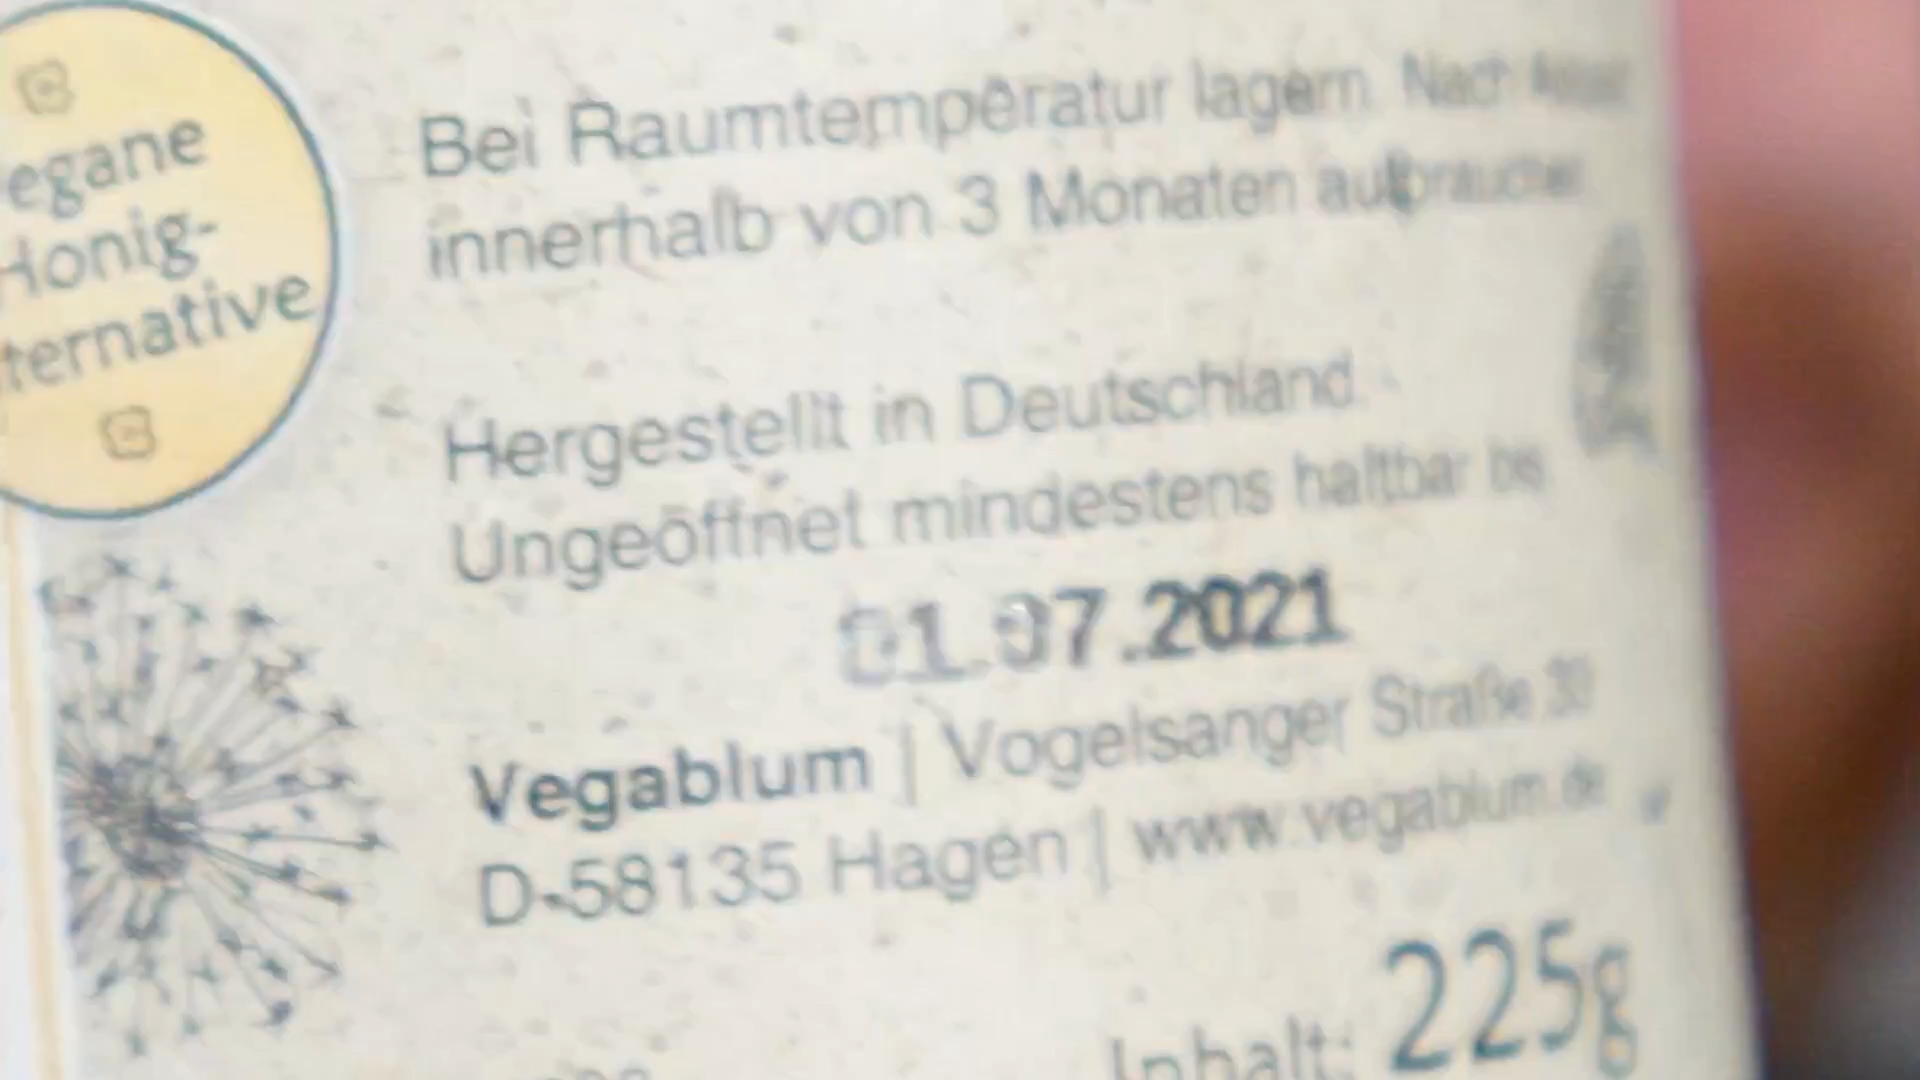 egane
Honig-
ternative
Bei Raumtemperatur lagern. Nach
innerhalb von 3 Monaten aufbrauchen
Hergestellt in Deutschland.
Ungeöffnet mindestens haltbar bis
01.07.2021
Vegablum | Vogelsanger Straße
D-58135 Hagen | www.vegablum.de
Inhalt: 225g